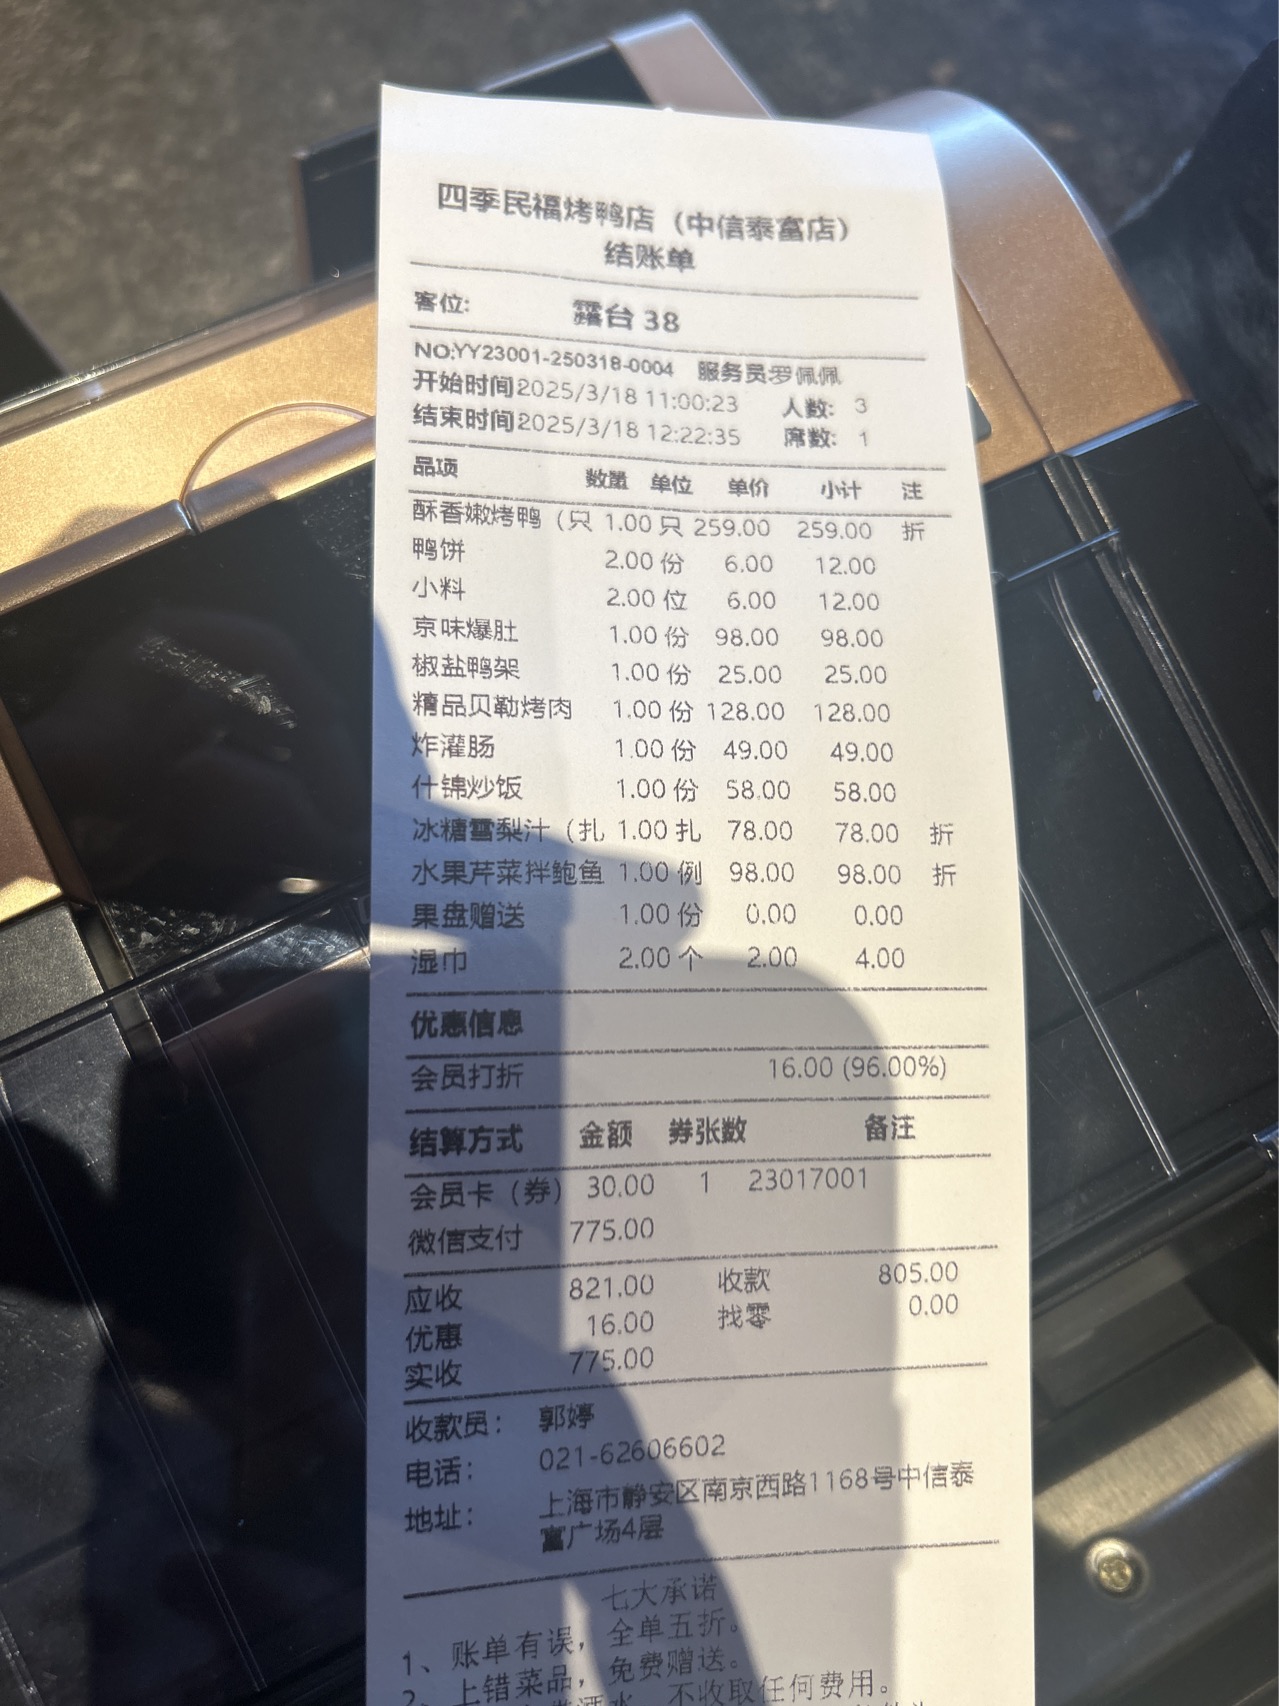 四季民福烤鸭店（中信泰富店）
结账单
客位: 露台 38
NO:YY23001-250318-0004 服务员罗佩佩
开始时间2025/3/18 11:00:23 人数: 3
结束时间2025/3/18 12:22:35 席数: 1
品项 数量 单位 单价 小计 注
酥香嫩烤鸭（只 1.00 只 259.00 259.00 折
鸭饼 2.00 份 6.00 12.00
小料 2.00 位 6.00 12.00
京味爆肚 1.00 份 98.00 98.00
椒盐鸭架 1.00 份 25.00 25.00
精品贝勒烤肉 1.00 份 128.00 128.00
炸灌肠 1.00 份 49.00 49.00
什锦炒饭 1.00 份 58.00 58.00
冰糖雪梨汁（扎 1.00 扎 78.00 78.00 折
水果芹菜拌鲍鱼 1.00 例 98.00 98.00 折
果盘赠送 1.00 份 0.00 0.00
湿巾 2.00 个 2.00 4.00
优惠信息
会员打折 16.00 (96.00%)
结算方式 金额 券张数 备注
会员卡（券） 30.00 1 23017001
微信支付 775.00
应收 821.00 收款 805.00
优惠 16.00 找零 0.00
实收 775.00
收款员: 郭婷
电话: 021-62606602
地址: 上海市静安区南京西路1168号中信泰
富广场4层
七大承诺
1、账单有误，全单五折。
2、上错菜品，免费赠送。
不收取任何费用。